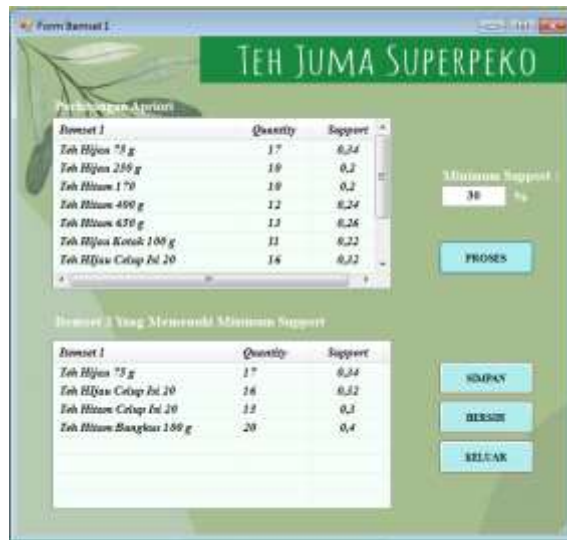 Form Itemset 1
TEH JUMA SUPERPEKO
Perhitungan Apriori
Itemset 1 Quantity Support
Teh Hijau 75 g 17 0,34
Teh Hijau 250 g 10 0,2
Teh Hitam 170 10 0,2
Teh Hitam 400 g 12 0,24
Teh Hitam 650 g 13 0,26
Teh Hijau Kotak 100 g 11 0,22
Teh HIjau Celup Isi 20 16 0,32
Minimum Support :
30 %
PROSES
Itemset 1 Yang Memenuhi Minimum Support
Itemset 1 Quantity Support
Teh Hijau 75 g 17 0,34
Teh HIjau Celup Isi 20 16 0,32
Teh Hitam Celup Isi 20 15 0,3
Teh Hitam Bungkus 100 g 20 0,4
SIMPAN
BERSIH
KELUAR